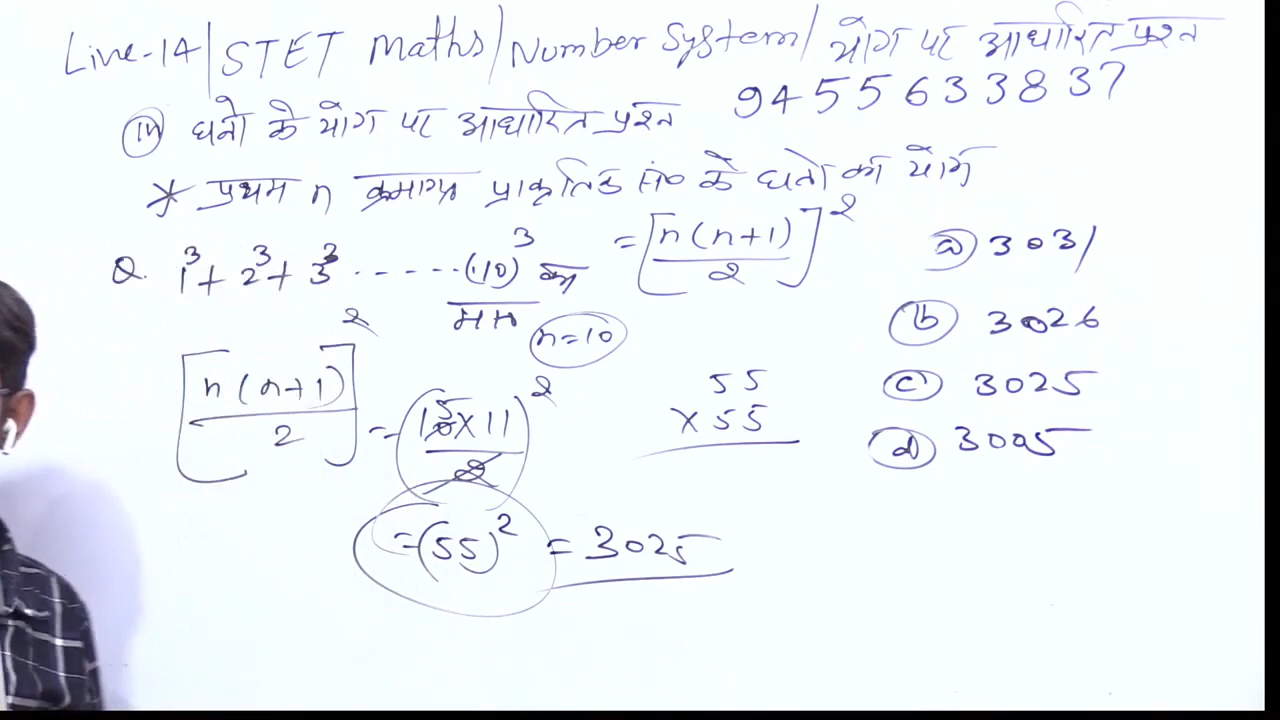 Live-14/STET Maths/Number System/योग पर आधारित प्रश्न
9455633837
(iv) घनो के योग पर आधारित प्रश्न
* प्रथम n क्रमागत प्राकृतिक सं० के घनो का योग
= [n(n+1)/2]²
Q. 1³+2³+3³ ------(10)³ का मान
n=10
[n(n+1)/2]² = (10×11/2)²
5
55
×55
=(55)² = 3025
(a) 3031
(b) 3026
(c) 3025
(d) 3005